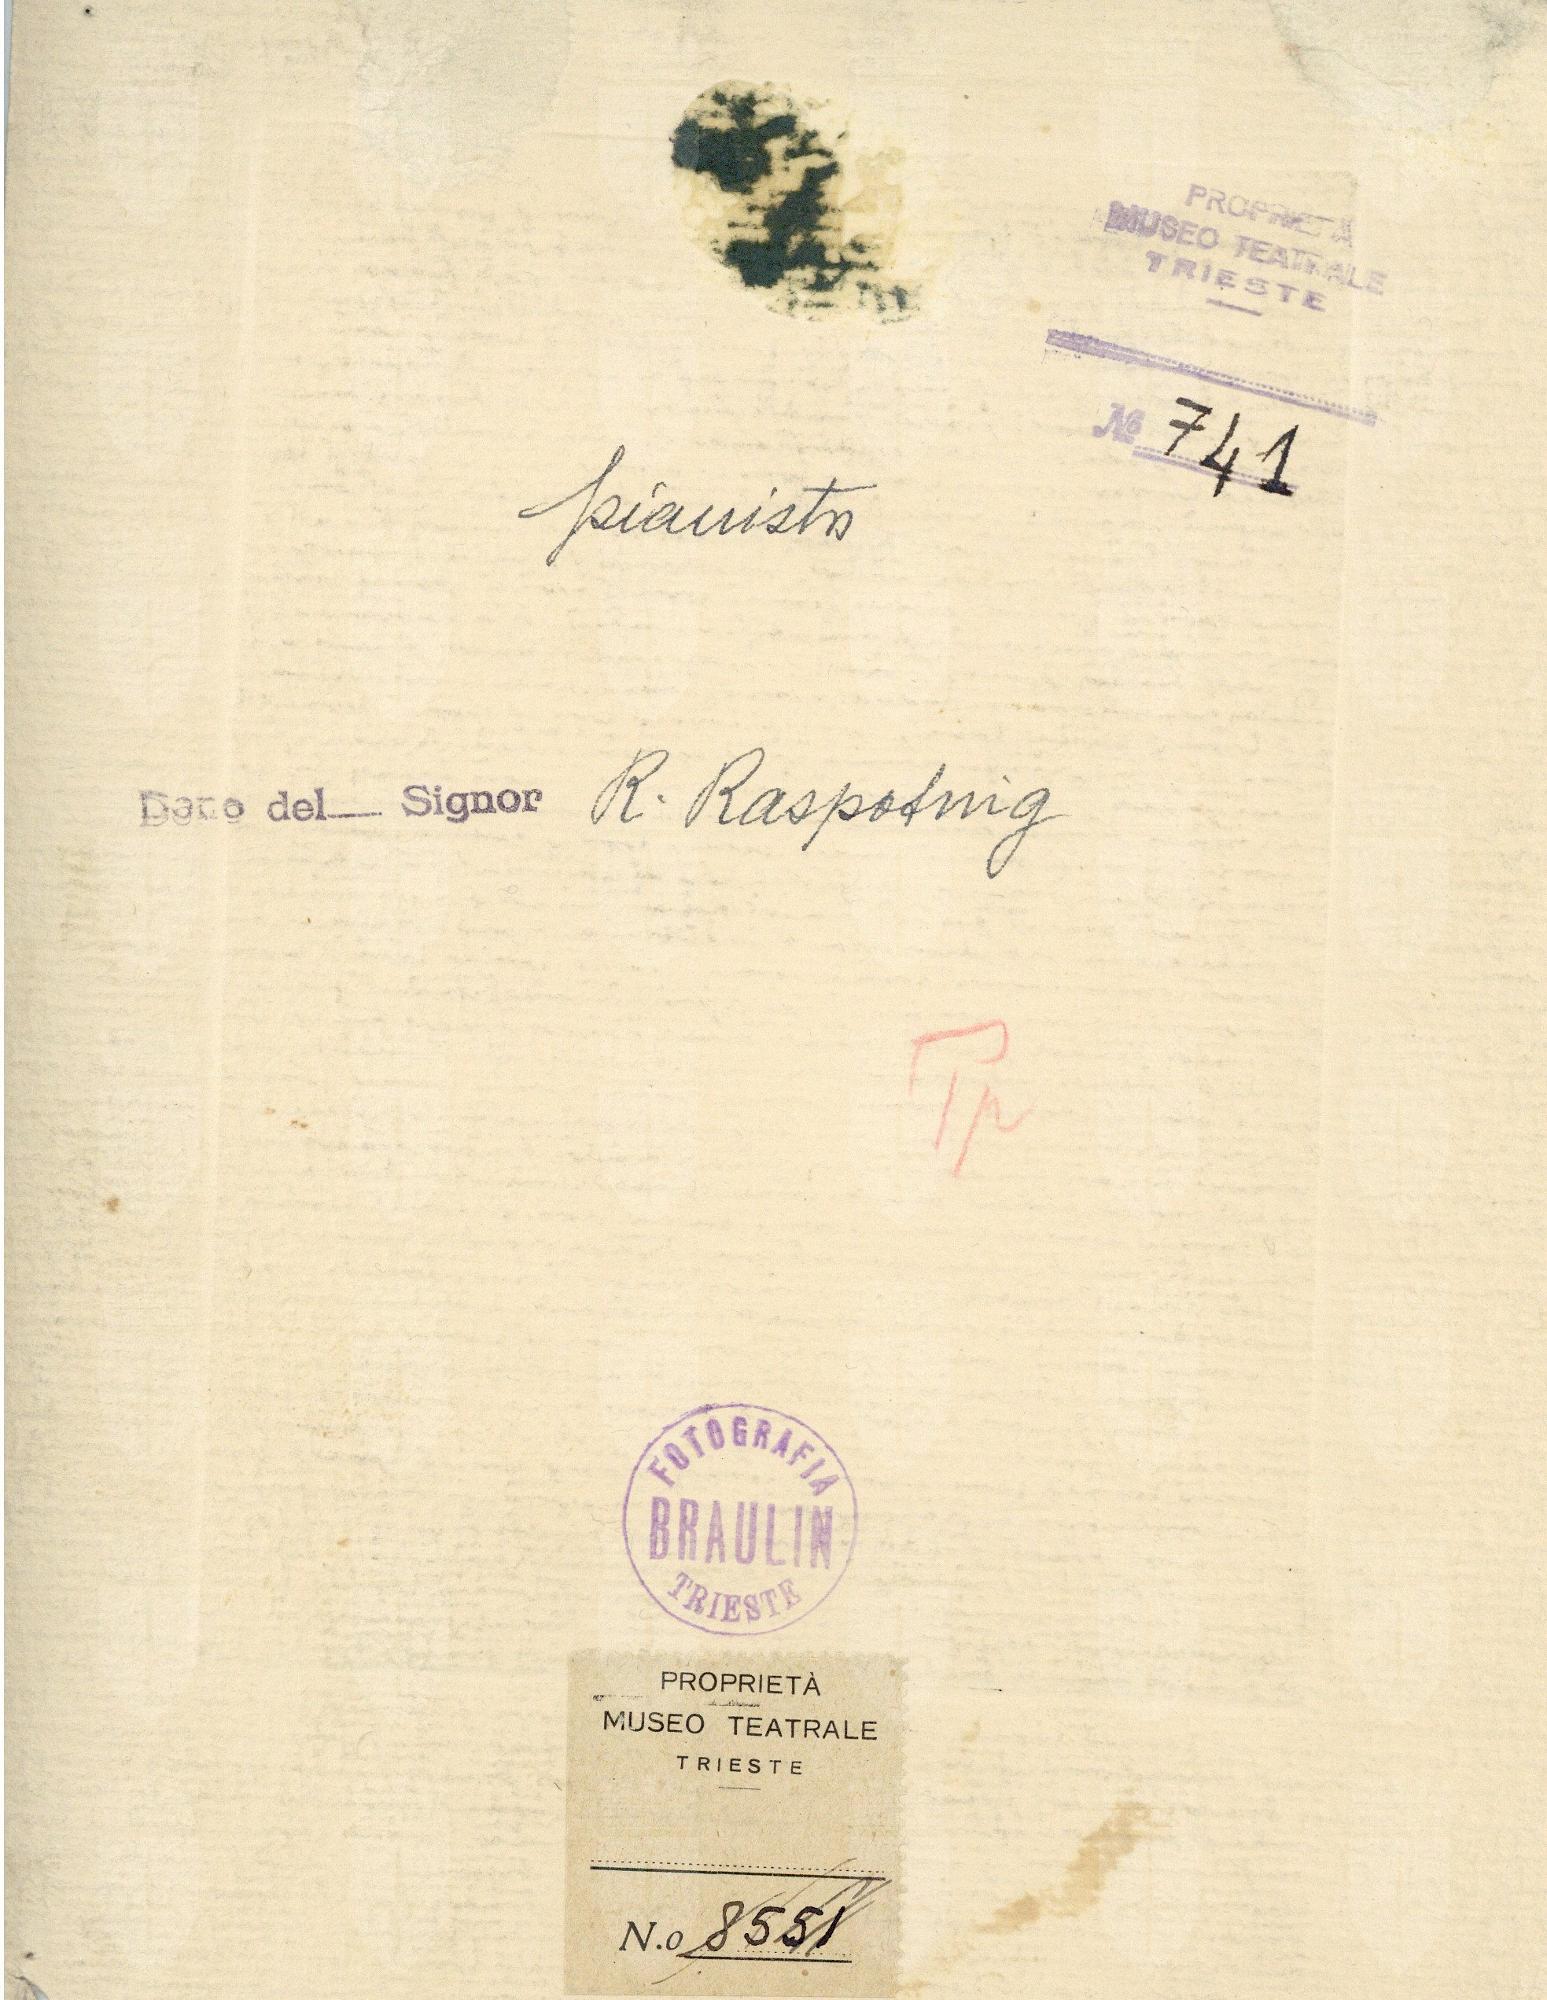 PROPRIETÀ
MUSEO TEATRALE
TRIESTE
No 741
pianista
Dono del Signor R. Raspotnig
Tp
FOTOGRAFIA
BRAULIN
TRIESTE
PROPRIETÀ
MUSEO TEATRALE
TRIESTE
N.o 8551